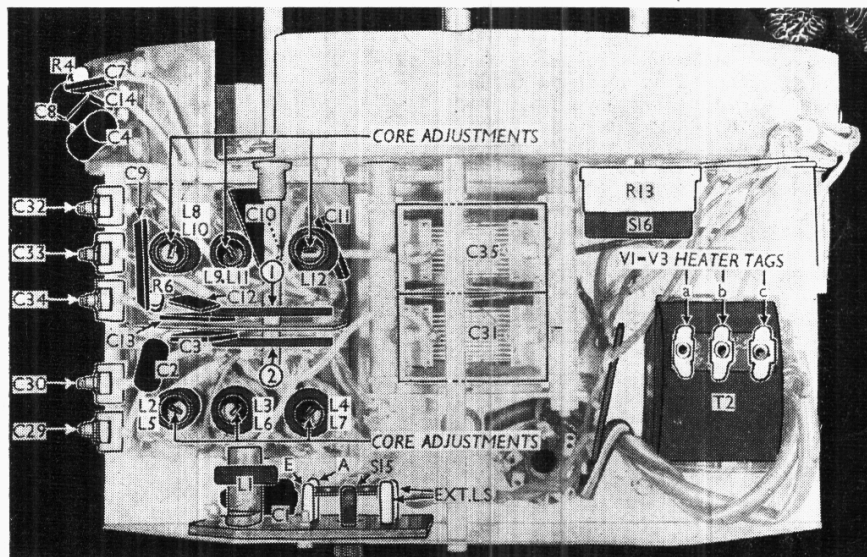 R4
C7
C8
C14
C4
CORE ADJUSTMENTS
C9
C32
L8
L10
C10
C11
R13
S16
C33
L9,L11
L12
C35
V1–V3 HEATER TAGS
a b c
1
C34
R6
C12
C13
C3
C31
C2
2
C30
L2
L5
L3
L6
L4
L7
T2
C29
CORE ADJUSTMENTS
L1
E
A
S15
EXT.LS
C1